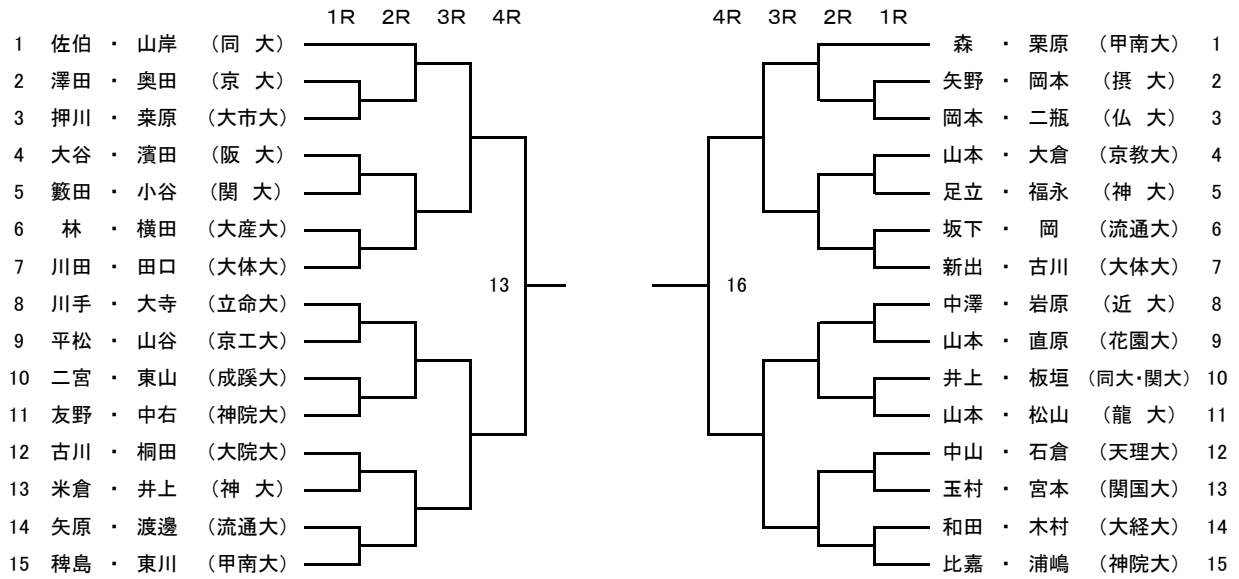 1R 2R 3R 4R 4R 3R 2R 1R
1 佐伯 ・ 山岸 (同 大) 森 ・ 栗原 (甲南大) 1
2 澤田 ・ 奥田 (京 大) 矢野 ・ 岡本 (摂 大) 2
3 押川 ・ 桒原 (大市大) 岡本 ・ 二瓶 (仏 大) 3
4 大谷 ・ 濱田 (阪 大) 山本 ・ 大倉 (京教大) 4
5 籔田 ・ 小谷 (関 大) 足立 ・ 福永 (神 大) 5
6 林 ・ 横田 (大産大) 坂下 ・ 岡 (流通大) 6
7 川田 ・ 田口 (大体大) 新出 ・ 古川 (大体大) 7
13 16
8 川手 ・ 大寺 (立命大) 中澤 ・ 岩原 (近 大) 8
9 平松 ・ 山谷 (京工大) 山本 ・ 直原 (花園大) 9
10 二宮 ・ 東山 (成蹊大) 井上 ・ 板垣 (同大・関大) 10
11 友野 ・ 中右 (神院大) 山本 ・ 松山 (龍 大) 11
12 古川 ・ 桐田 (大院大) 中山 ・ 石倉 (天理大) 12
13 米倉 ・ 井上 (神 大) 玉村 ・ 宮本 (関国大) 13
14 矢原 ・ 渡邊 (流通大) 和田 ・ 木村 (大経大) 14
15 稗島 ・ 東川 (甲南大) 比嘉 ・ 浦嶋 (神院大) 15